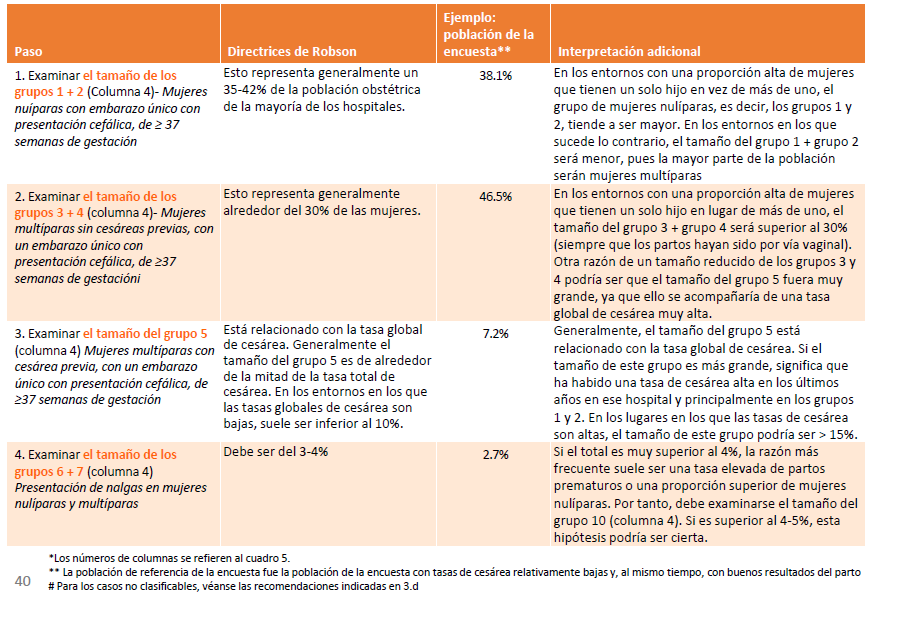 Paso
Directrices de Robson
Ejemplo:
población de la
encuesta**
Interpretación adicional
1. Examinar el tamaño de los
grupos 1 + 2 (Columna 4)- Mujeres
nuíparas con embarazo único con
presentación cefálica, de ≥ 37
semanas de gestación
Esto representa generalmente un
35-42% de la población obstétrica
de la mayoría de los hospitales.
38.1%
En los entornos con una proporción alta de mujeres
que tienen un solo hijo en vez de más de uno, el
grupo de mujeres nulíparas, es decir, los grupos 1 y
2, tiende a ser mayor. En los entornos en los que
sucede lo contrario, el tamaño del grupo 1 + grupo 2
será menor, pues la mayor parte de la población
serán mujeres multíparas
2. Examinar el tamaño de los
grupos 3 + 4 (columna 4)- Mujeres
multíparas sin cesáreas previas, con
un embarazo único con
presentación cefálica, de ≥37
semanas de gestacióni
Esto representa generalmente
alrededor del 30% de las mujeres.
46.5%
En los entornos con una proporción alta de mujeres
que tienen un solo hijo en lugar de más de uno, el
tamaño del grupo 3 + grupo 4 será superior al 30%
(siempre que los partos hayan sido por vía vaginal).
Otra razón de un tamaño reducido de los grupos 3 y
4 podría ser que el tamaño del grupo 5 fuera muy
grande, ya que ello se acompañaría de una tasa
global de cesárea muy alta.
3. Examinar el tamaño del grupo 5
(columna 4) Mujeres multíparas con
cesárea previa, con un embarazo
único con presentación cefálica, de
≥37 semanas de gestación
Está relacionado con la tasa global
de cesárea. Generalmente el
tamaño del grupo 5 es de alrededor
de la mitad de la tasa total de
cesárea. En los entornos en los que
las tasas globales de cesárea son
bajas, suele ser inferior al 10%.
7.2%
Generalmente, el tamaño del grupo 5 está
relacionado con la tasa global de cesárea. Si el
tamaño de este grupo es más grande, significa que
ha habido una tasa de cesárea alta en los últimos
años en ese hospital y principalmente en los grupos
1 y 2. En los lugares en los que las tasas de cesárea
son altas, el tamaño de este grupo podría ser > 15%.
4. Examinar el tamaño de los
grupos 6 + 7 (columna 4)
Presentación de nalgas en mujeres
nulíparas y multíparas
Debe ser del 3-4%
2.7%
Si el total es muy superior al 4%, la razón más
frecuente suele ser una tasa elevada de partos
prematuros o una proporción superior de mujeres
nulíparas. Por tanto, debe examinarse el tamaño del
grupo 10 (columna 4). Si es superior al 4-5%, esta
hipótesis podría ser cierta.
*Los números de columnas se refieren al cuadro 5.
** La población de referencia de la encuesta fue la población de la encuesta con tasas de cesárea relativamente bajas y, al mismo tiempo, con buenos resultados del parto
# Para los casos no clasificables, véanse las recomendaciones indicadas en 3.d
40